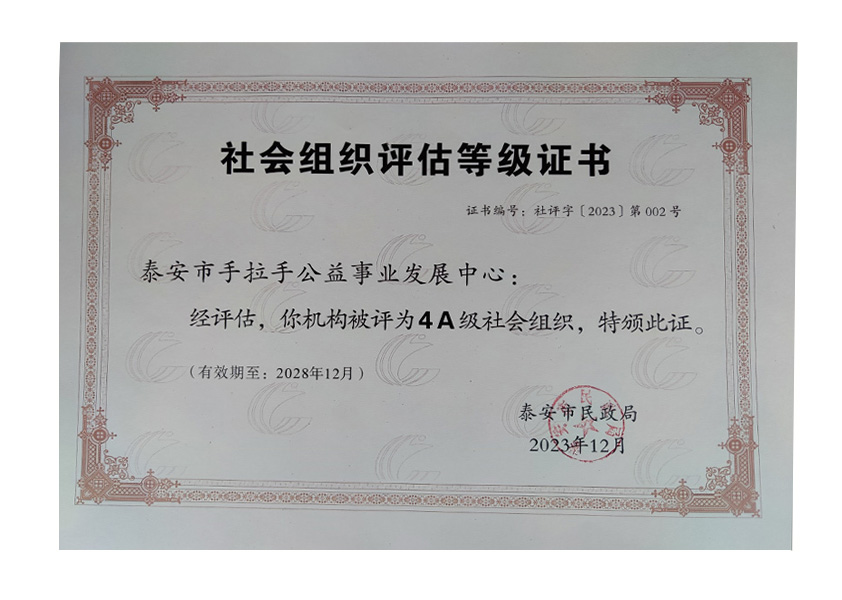 社会组织评估等级证书
证书编号：社评字〔2023〕第 002 号
泰安市手拉手公益事业发展中心：
经评估，你机构被评为4A级社会组织，特颁此证。
（有效期至：2028年12月）
泰安市民政局
2023年12月